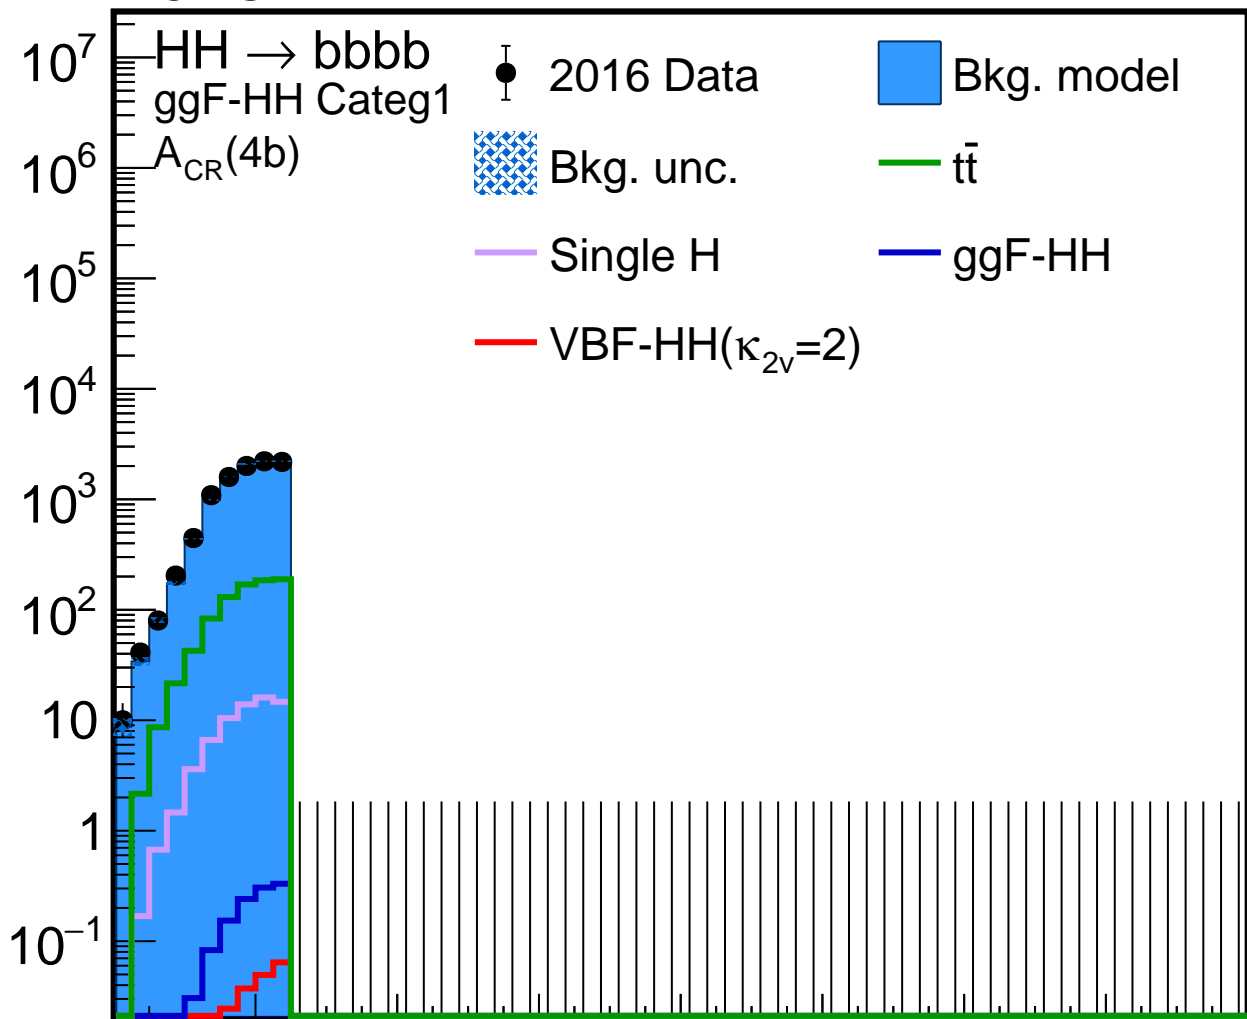 HH → bbbb
ggF-HH Categ1
A_CR(4b)
2016 Data
Bkg. model
Bkg. unc.
tt̄
Single H
ggF-HH
VBF-HH(κ_2v=2)
10^7
10^6
10^5
10^4
10^3
10^2
10
1
10^−1